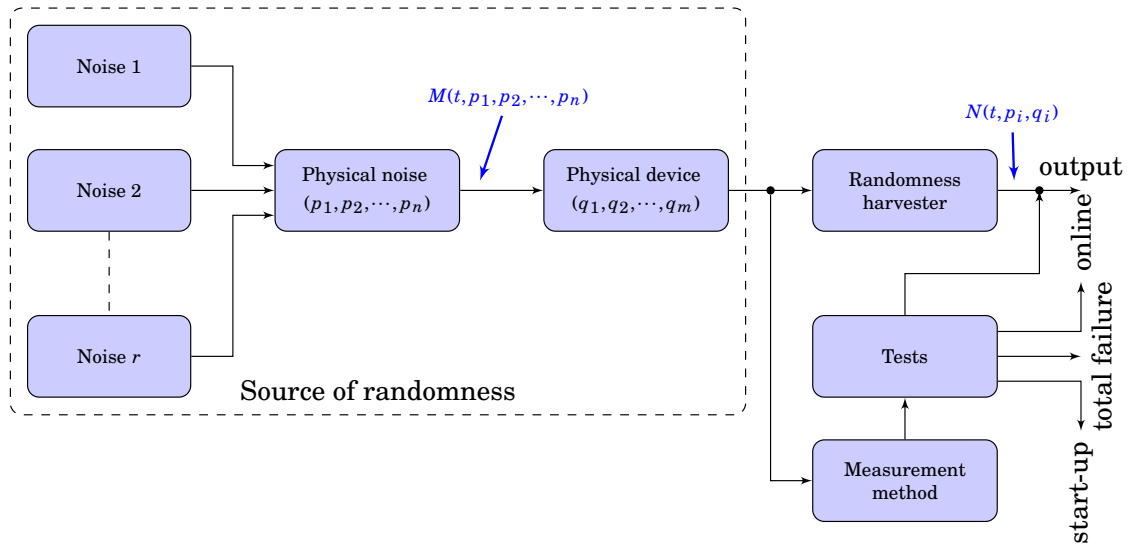 Noise 1
Noise 2
Noise r
Physical noise
(p₁,p₂,⋯,pₙ)
M(t,p₁,p₂,⋯,pₙ)
Physical device
(q₁,q₂,⋯,qₘ)
Source of randomness
Randomness
harvester
N(t,pᵢ,qᵢ)
output
online
Tests
total failure
Measurement
method
start-up